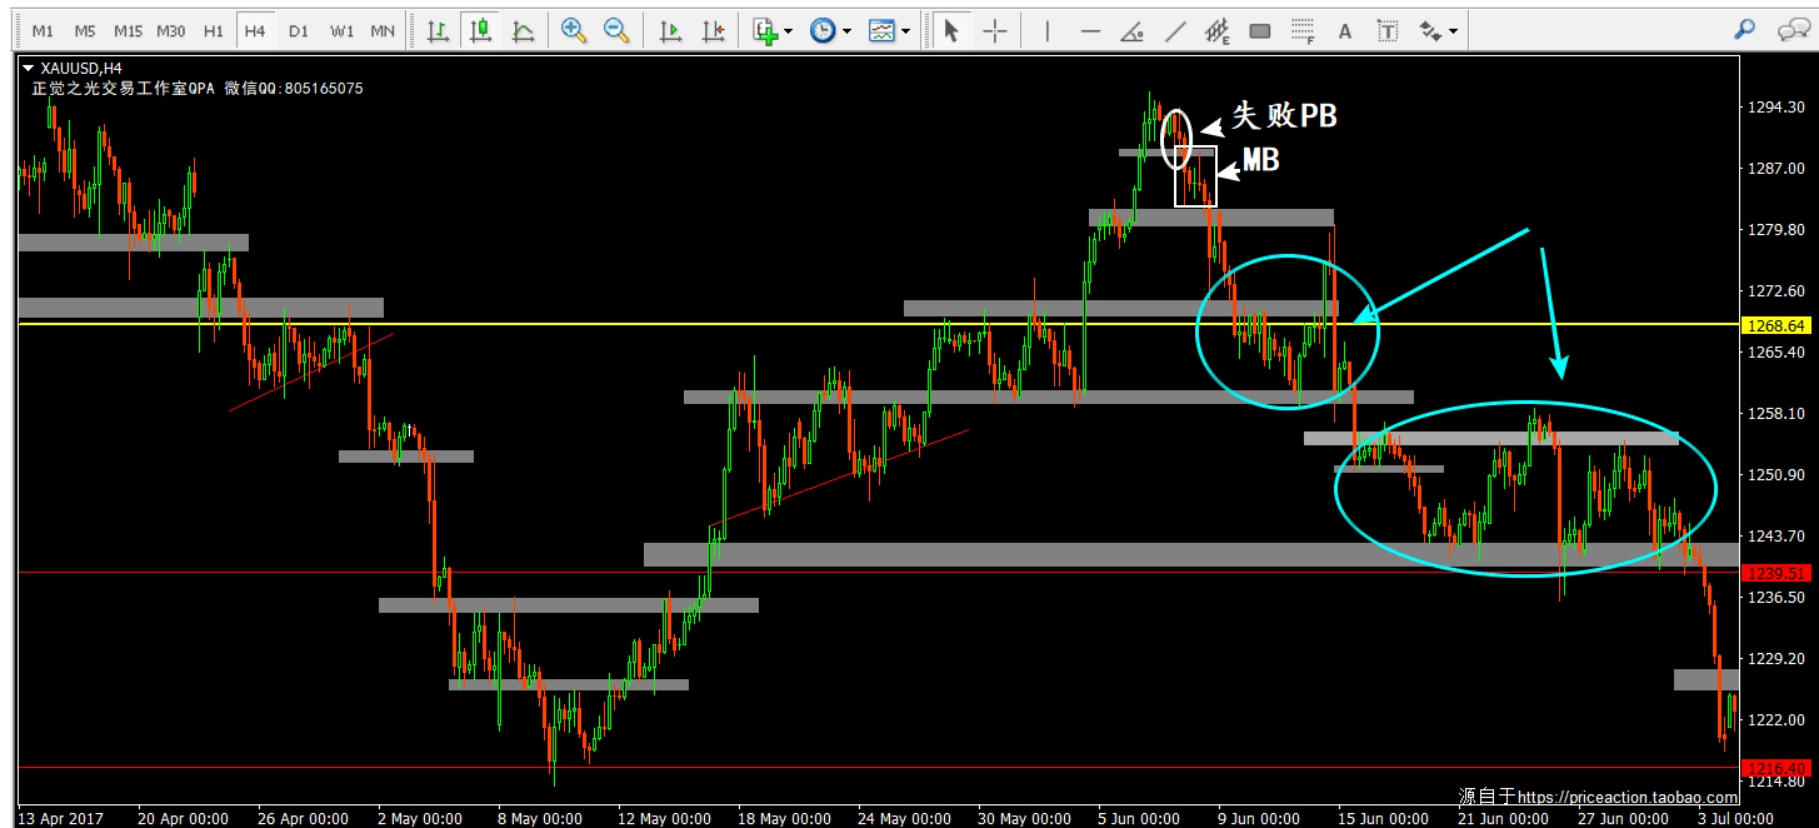 M1 M5 M15 M30 H1 H4 D1 W1 MN E F A T
XAUUSD,H4
正觉之光交易工作室QPA 微信QQ:805165075
失败PB
MB
1294.30
1287.00
1279.80
1272.60
1268.64
1265.40
1258.10
1250.90
1243.70
1239.51
1236.50
1229.20
1222.00
1216.40
1214.80
源自于https://priceaction.taobao.com
13 Apr 2017 20 Apr 00:00 26 Apr 00:00 2 May 00:00 8 May 00:00 12 May 00:00 18 May 00:00 24 May 00:00 30 May 00:00 5 Jun 00:00 9 Jun 00:00 15 Jun 00:00 21 Jun 00:00 27 Jun 00:00 3 Jul 00:00